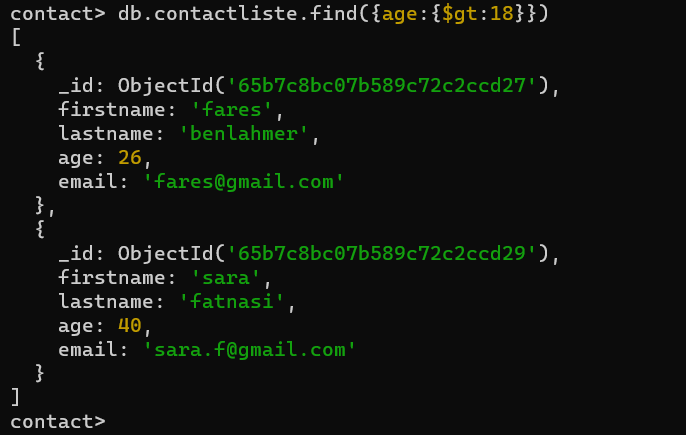 contact> db.contactliste.find({age:{$gt:18}})
[
  {
    _id: ObjectId('65b7c8bc07b589c72c2ccd27'),
    firstname: 'fares',
    lastname: 'benlahmer',
    age: 26,
    email: 'fares@gmail.com'
  },
  {
    _id: ObjectId('65b7c8bc07b589c72c2ccd29'),
    firstname: 'sara',
    lastname: 'fatnasi',
    age: 40,
    email: 'sara.f@gmail.com'
  }
]
contact>